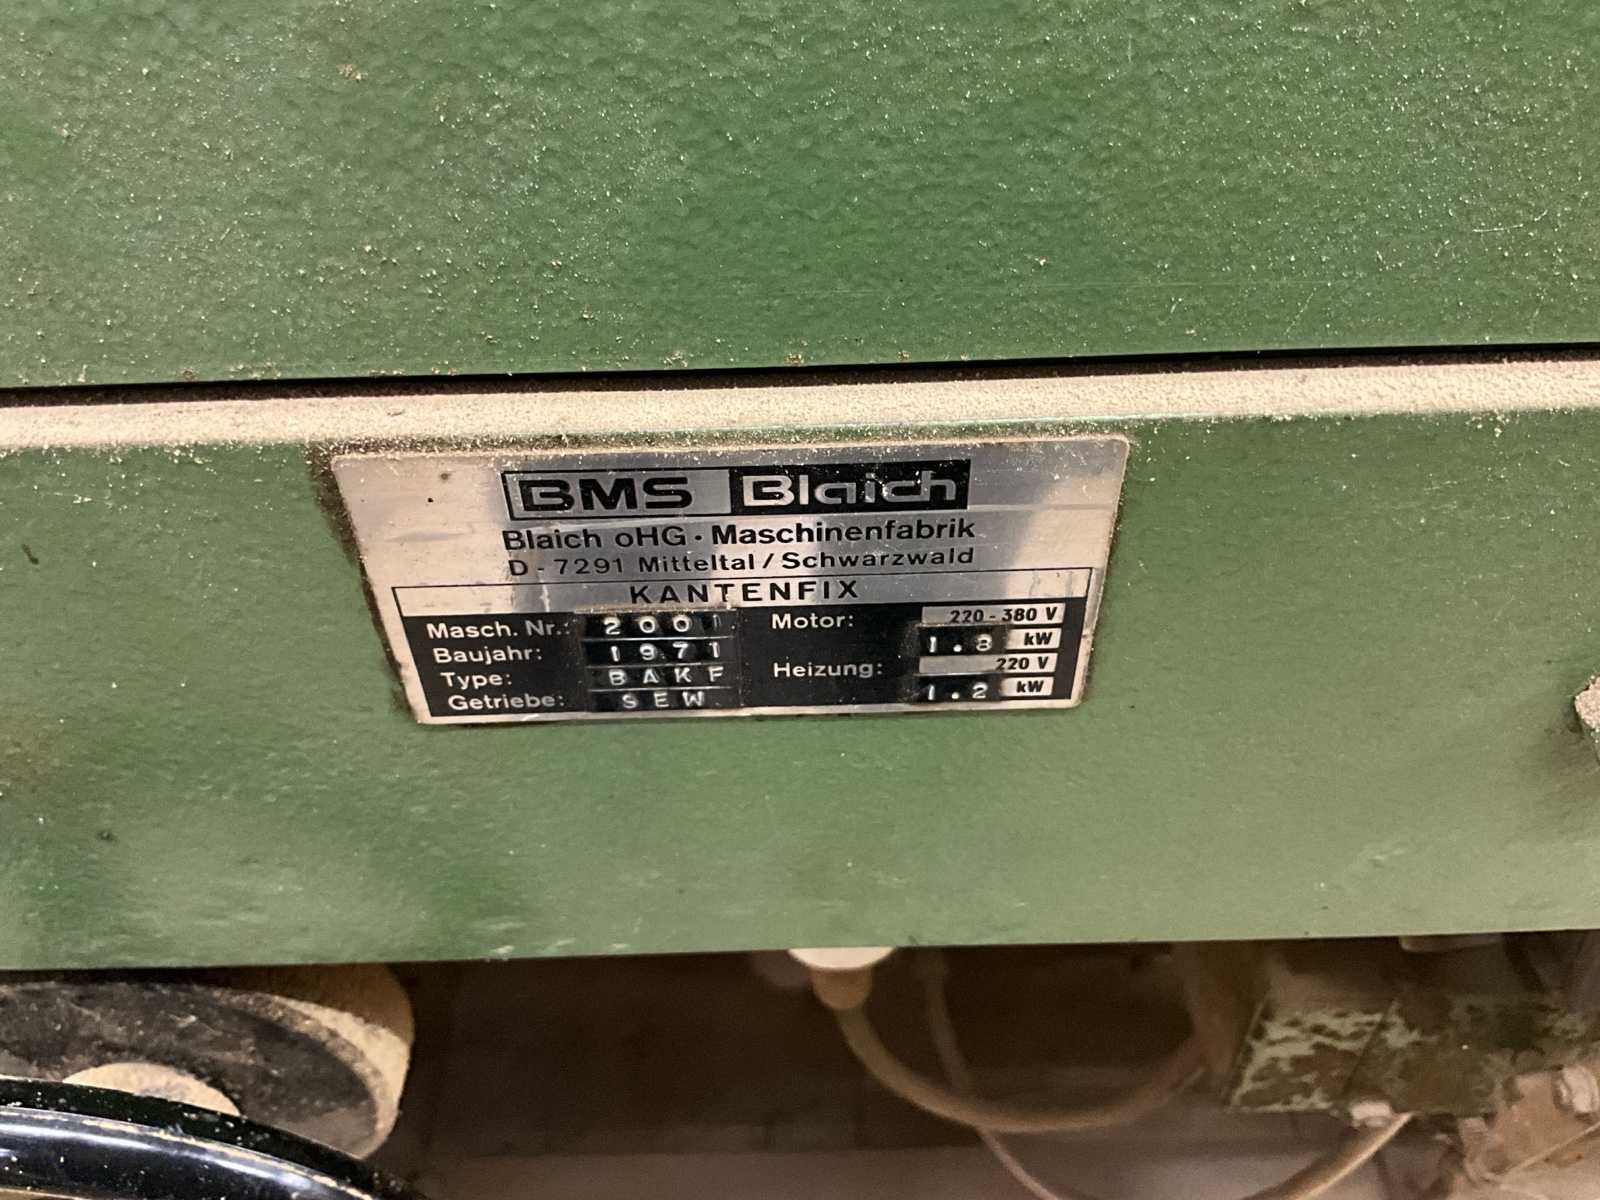 BMS Blaich
Blaich oHG · Maschinenfabrik
D - 7291 Mitteltal / Schwarzwald
KANTENFIX
Masch. Nr.: 2001
Baujahr: 1971
Type: BAKF
Getriebe: SEW
Motor: 220 - 380 V
1.8 kW
Heizung: 220 V
1.2 kW